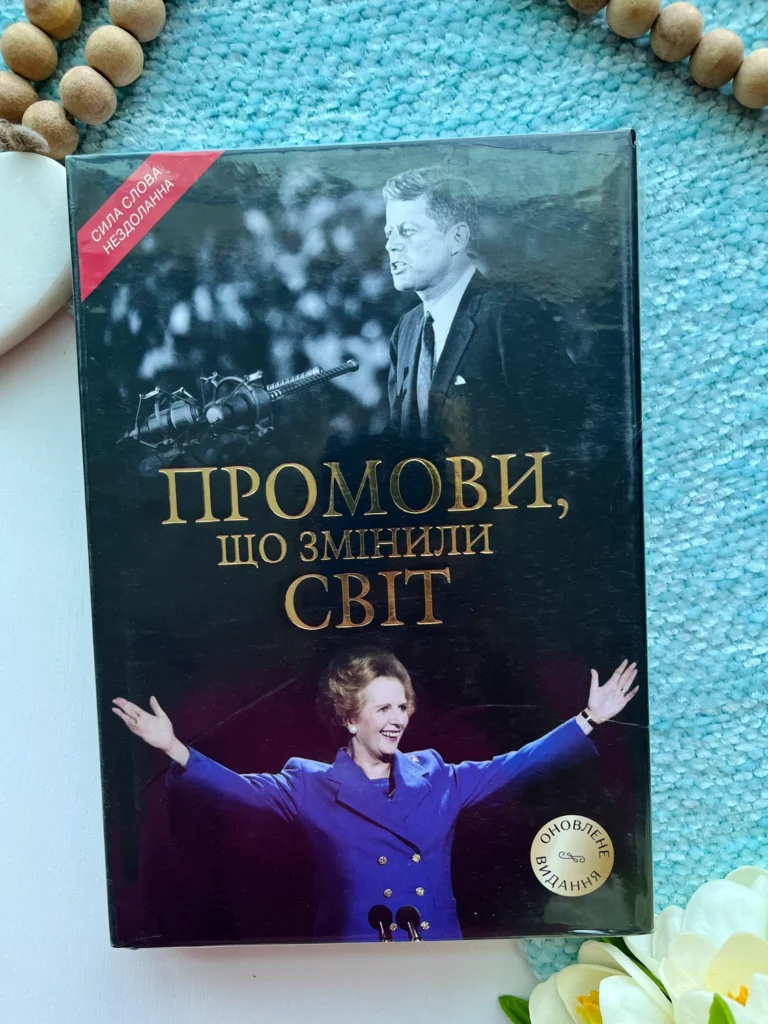 СИЛА СЛОВА
НЕЗДОЛАННА
ПРОМОВИ,
ЩО ЗМІНИЛИ
СВІТ
ОНОВЛЕНЕ
ВИДАННЯ